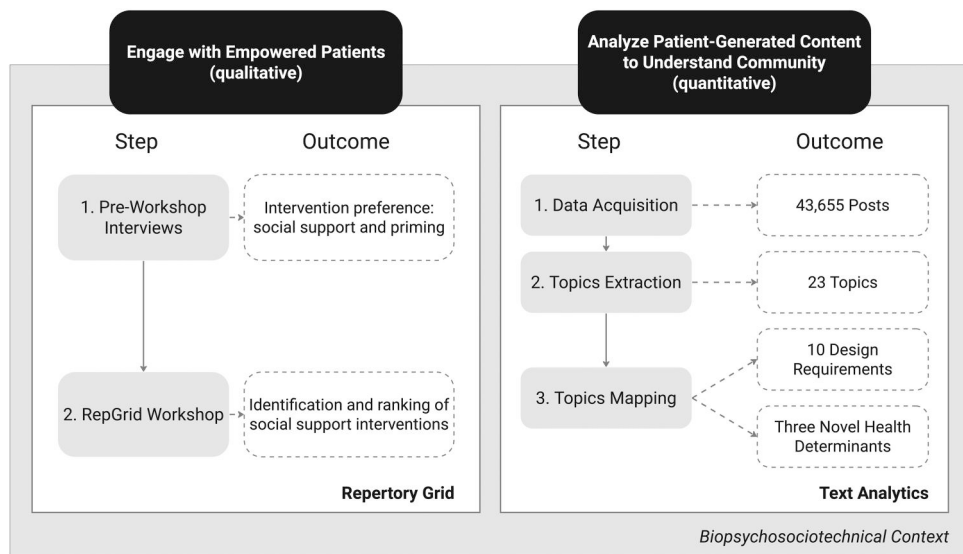 Engage with Empowered Patients
(qualitative)
Step
Outcome
1. Pre-Workshop
Interviews
Intervention preference:
social support and priming
2. RepGrid Workshop
Identification and ranking of
social support interventions
Repertory Grid
Analyze Patient-Generated Content
to Understand Community
(quantitative)
Step
Outcome
1. Data Acquisition
43,655 Posts
2. Topics Extraction
23 Topics
3. Topics Mapping
10 Design
Requirements
Three Novel Health
Determinants
Text Analytics
Biopsychosociotechnical Context